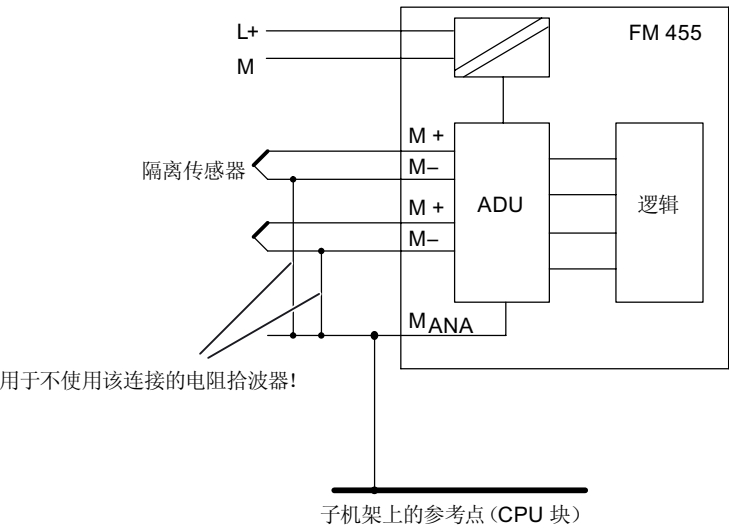 L+
FM 455
M
M +
隔离传感器
M–
M +
ADU
逻辑
M–
MANA
用于不使用该连接的电阻拾波器!
子机架上的参考点(CPU 块)